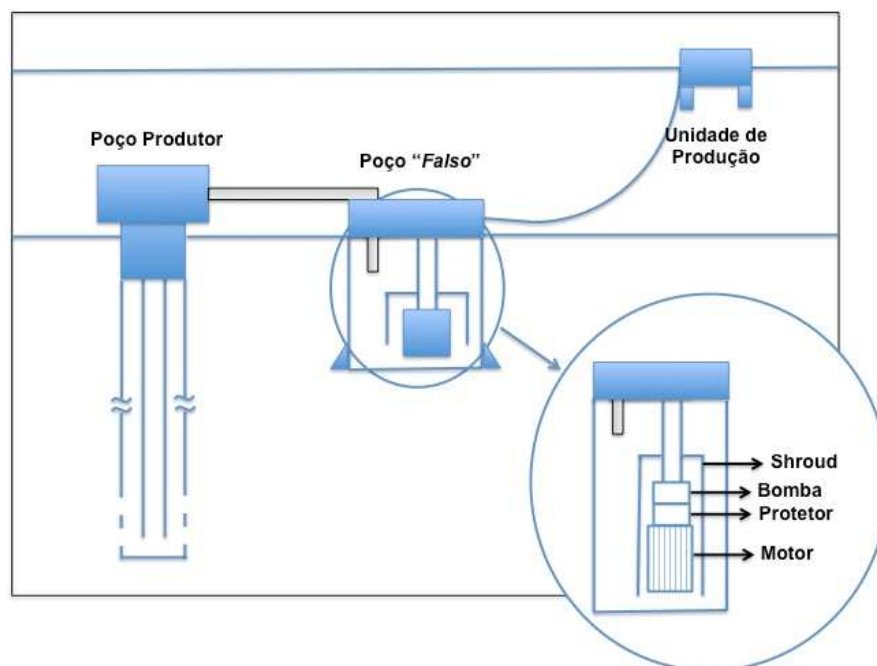 Poço Produtor
Poço “Falso”
Unidade de
Produção
Shroud
Bomba
Protetor
Motor